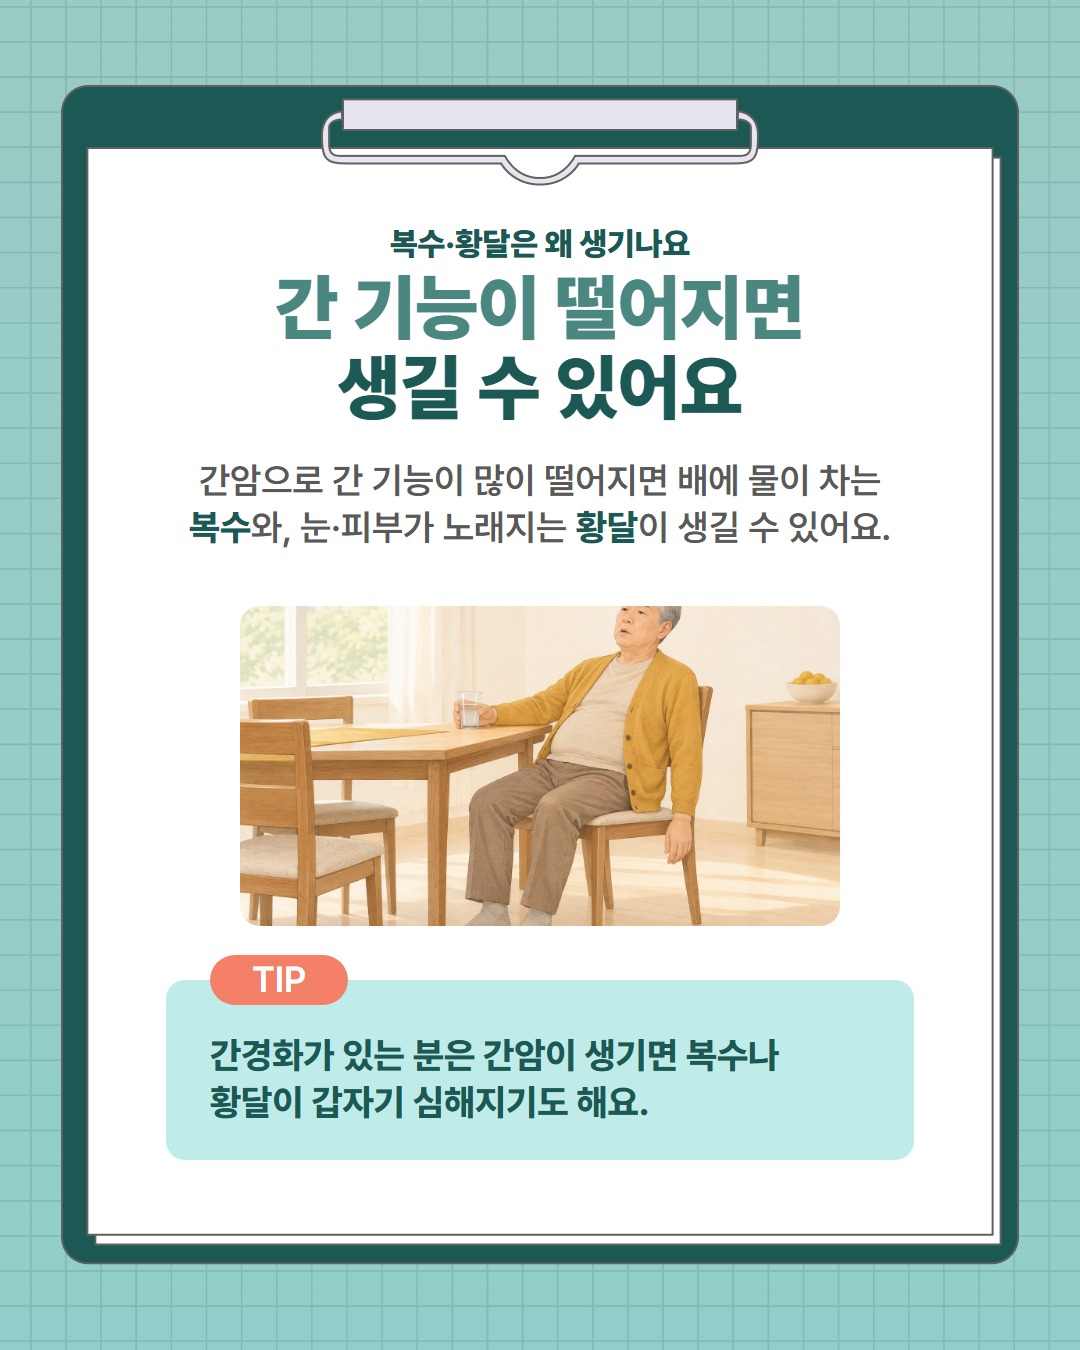 복수·황달은 왜 생기나요
간 기능이 떨어지면
생길 수 있어요
간암으로 간 기능이 많이 떨어지면 배에 물이 차는
복수와, 눈·피부가 노래지는 황달이 생길 수 있어요.
TIP
간경화가 있는 분은 간암이 생기면 복수나
황달이 갑자기 심해지기도 해요.